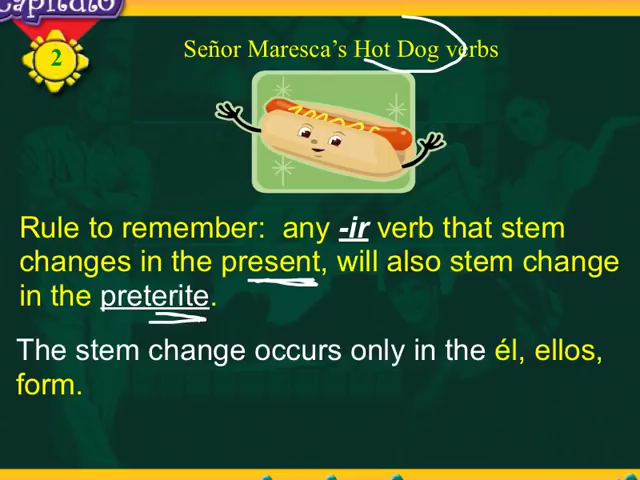 Capítulo
2
Señor Maresca's Hot Dog verbs
Rule to remember: any -ir verb that stem
changes in the present, will also stem change
in the preterite.
The stem change occurs only in the él, ellos,
form.